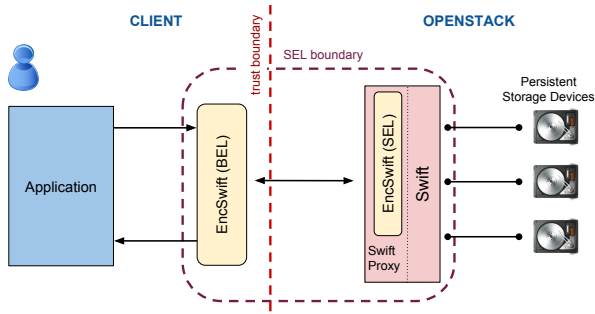 CLIENT
OPENSTACK
trust boundary
SEL boundary
Persistent
Storage Devices
Application
EncSwift (BEL)
EncSwift (SEL)
Swift
Swift
Proxy